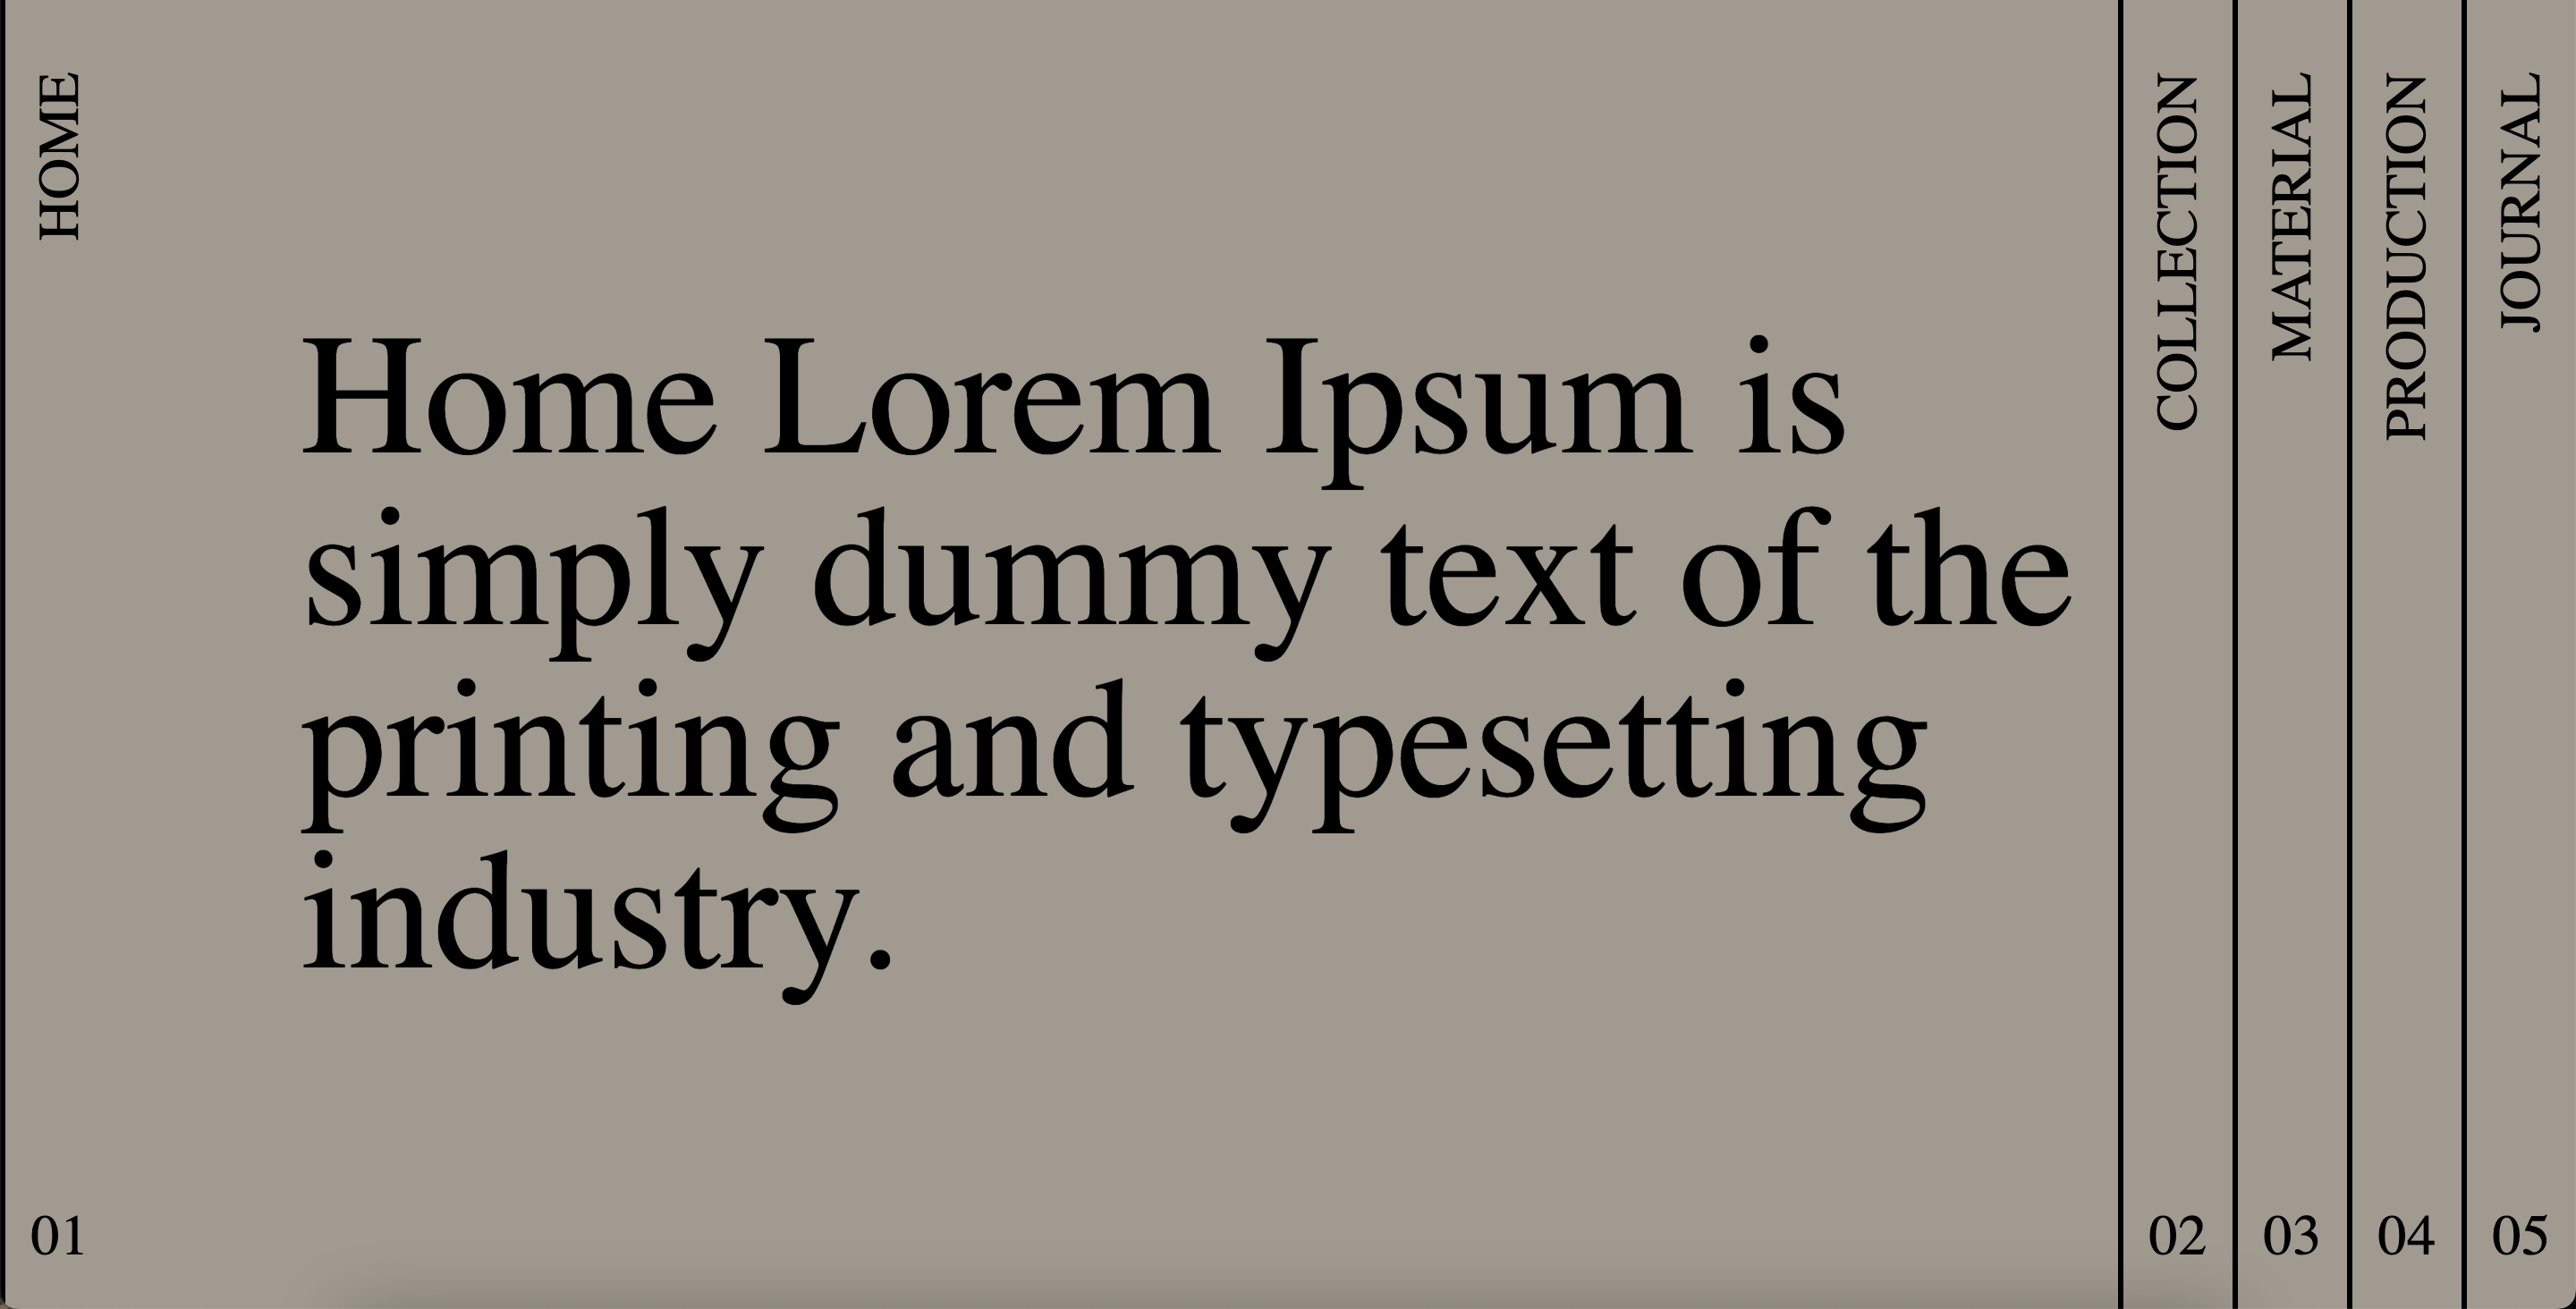 HOME
01
Home Lorem Ipsum is
simply dummy text of the
printing and typesetting
industry.
COLLECTION
02
MATERIAL
03
PRODUCTION
04
JOURNAL
05